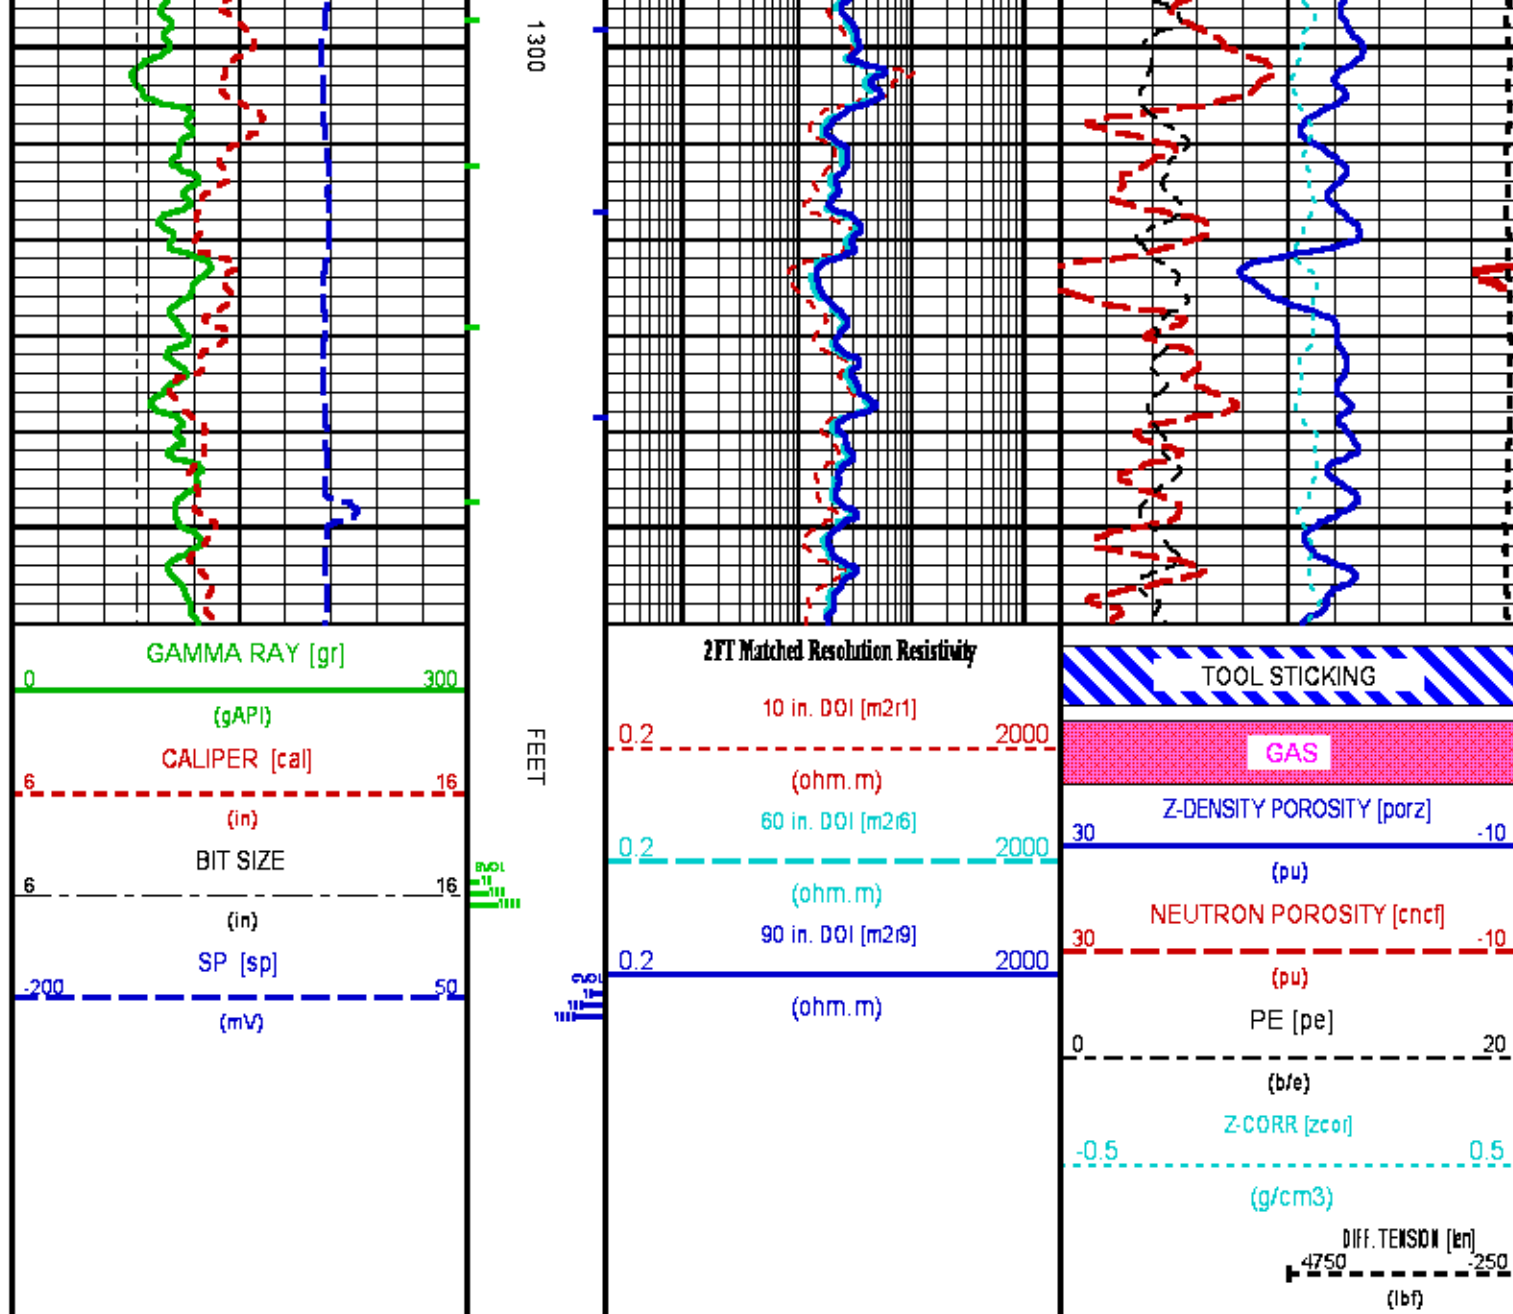 1300
GAMMA RAY [gr]
0 300
(gAPI)
CALIPER [cal]
6 16
(in)
BIT SIZE
6 16
(in)
SP [sp]
-200 50
(mV)
FEET
BVOL
2FT Matched Resolution Resistivity
10 in. DOI [m2r1]
0.2 2000
(ohm.m)
60 in. DOI [m2r6]
0.2 2000
(ohm.m)
90 in. DOI [m2r9]
0.2 2000
(ohm.m)
TOOL STICKING
GAS
Z-DENSITY POROSITY [porz]
30 -10
(pu)
NEUTRON POROSITY [cncf]
30 -10
(pu)
PE [pe]
0 20
(b/e)
Z-CORR [zcor]
-0.5 0.5
(g/cm3)
DIFF. TENSION [ten]
4750 -250
(lbf)